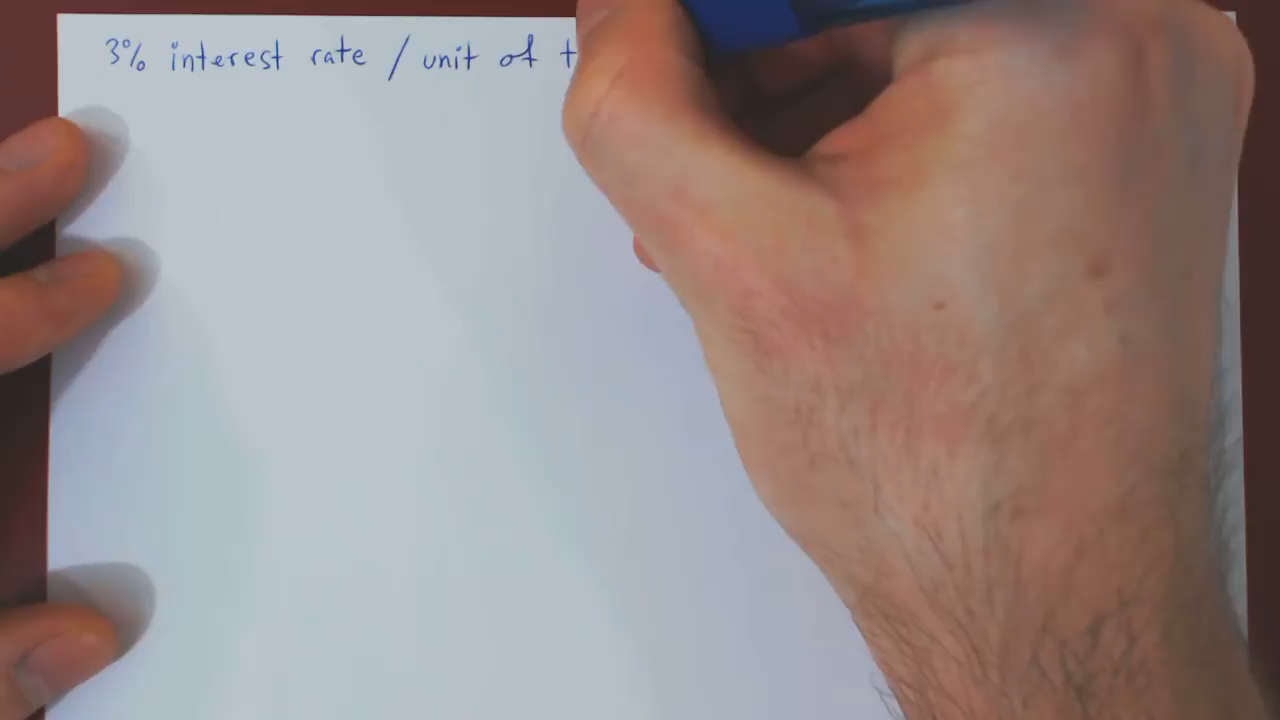 3% interest rate / unit of t